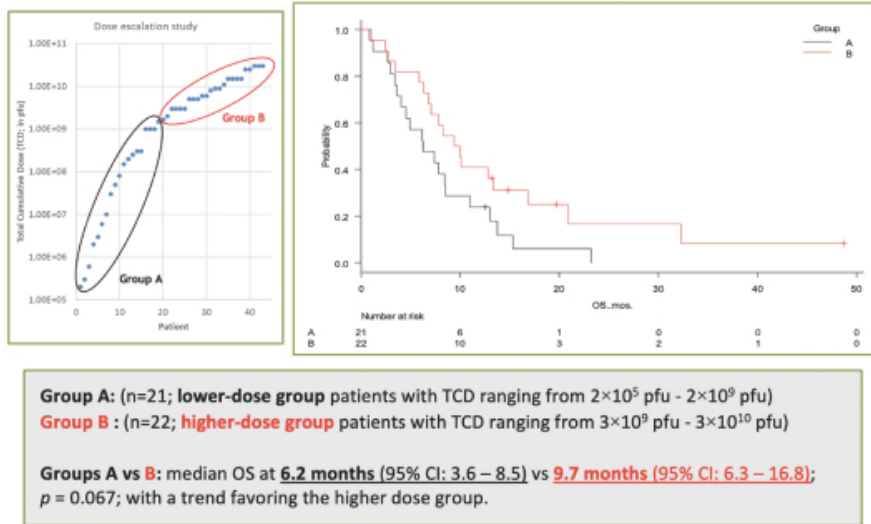 Dose escalation study
Total Cumulative Dose (TCD; in pfu)
1.00E+11
1.00E+10
1.00E+09
1.00E+08
1.00E+07
1.00E+06
1.00E+05
Group B
Group A
0 10 20 30 40
Patient
Group
A
B
Probability
1.0
0.8
0.6
0.4
0.2
0.0
0 10 20 30 40 50
OS..mos.
Number at risk
A 21 6 1 0 0 0
B 22 10 3 2 1 0
Group A: (n=21; lower-dose group patients with TCD ranging from 2×10⁵ pfu - 2×10⁹ pfu)
Group B : (n=22; higher-dose group patients with TCD ranging from 3×10⁹ pfu - 3×10¹⁰ pfu)
Groups A vs B: median OS at 6.2 months (95% CI: 3.6 – 8.5) vs 9.7 months (95% CI: 6.3 – 16.8);
p = 0.067; with a trend favoring the higher dose group.